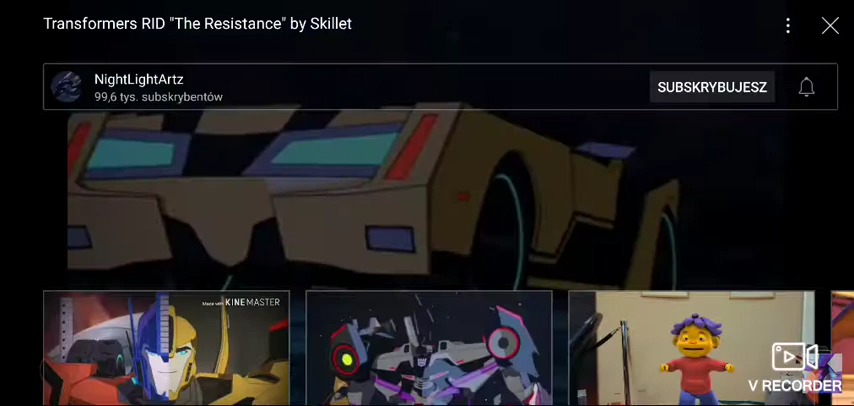 Transformers RID "The Resistance" by Skillet
NightLightArtz
99,6 tys. subskrybentów
SUBSKRYBUJESZ
Made with KINEMASTER
V RECORDER